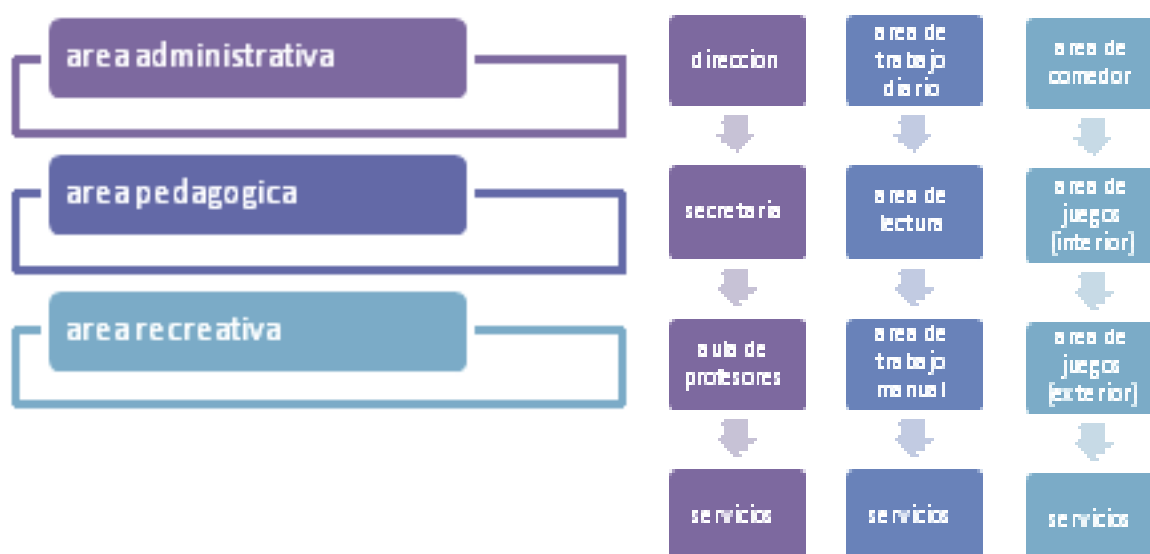 area administrativa
area pedagogica
area recreativa
direccion
secretaria
aula de
profesores
servicios
area de
trabajo
diario
area de
lectura
area de
trabajo
manual
servicios
area de
comedor
area de
juegos
(interior)
area de
juegos
(exterior)
servicios